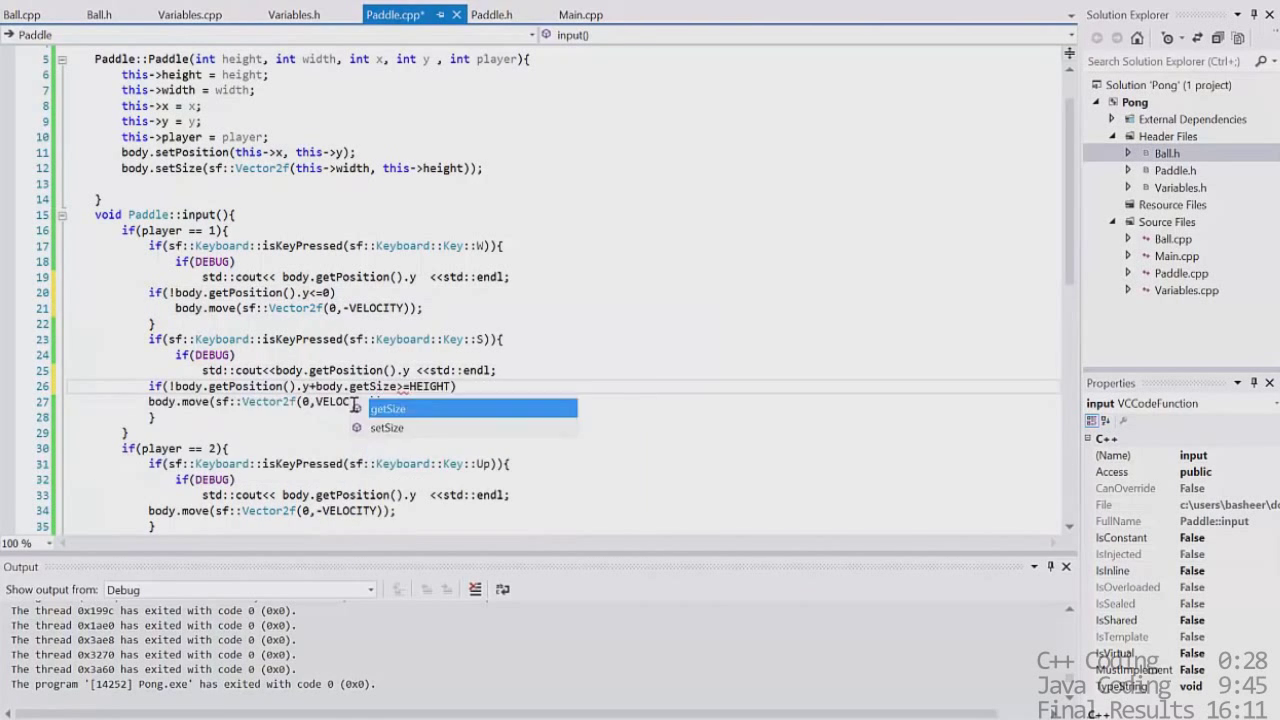 Ball.cpp Ball.h Variables.cpp Variables.h Paddle.cpp* Paddle.h Main.cpp
Paddle input()
5 Paddle::Paddle(int height, int width, int x, int y , int player){
6 this->height = height;
7 this->width = width;
8 this->x = x;
9 this->y = y;
10 this->player = player;
11 body.setPosition(this->x, this->y);
12 body.setSize(sf::Vector2f(this->width, this->height));
13
14 }
15 void Paddle::input(){
16 if(player == 1){
17 if(sf::Keyboard::isKeyPressed(sf::Keyboard::Key::W)){
18 if(DEBUG)
19 std::cout<< body.getPosition().y  <<std::endl;
20 if(!body.getPosition().y<=0)
21 body.move(sf::Vector2f(0,-VELOCITY));
22 }
23 if(sf::Keyboard::isKeyPressed(sf::Keyboard::Key::S)){
24 if(DEBUG)
25 std::cout<<body.getPosition().y <<std::endl;
26 if(!body.getPosition().y+body.getSize>=HEIGHT)
27 body.move(sf::Vector2f(0,VELOC
getSize
28 }
setSize
29 }
30 if(player == 2){
31 if(sf::Keyboard::isKeyPressed(sf::Keyboard::Key::Up)){
32 if(DEBUG)
33 std::cout<< body.getPosition().y  <<std::endl;
34 body.move(sf::Vector2f(0,-VELOCITY));
35 }
100 %
Output
Show output from: Debug
The thread 0x199c has exited with code 0 (0x0).
The thread 0x1ae0 has exited with code 0 (0x0).
The thread 0x3ae8 has exited with code 0 (0x0).
The thread 0x3270 has exited with code 0 (0x0).
The thread 0x3a60 has exited with code 0 (0x0).
The program '[14252] Pong.exe' has exited with code 0 (0x0).
Solution Explorer
Search Solution Explorer (Ctrl+;)
Solution 'Pong' (1 project)
Pong
External Dependencies
Header Files
Ball.h
Paddle.h
Variables.h
Resource Files
Source Files
Ball.cpp
Main.cpp
Paddle.cpp
Variables.cpp
Properties
input VCCodeFunction
C++
(Name) input
Access public
CanOverride False
File c:\users\basheer\do
FullName Paddle::input
IsConstant False
IsInjected False
IsInline False
IsOverloaded False
IsSealed False
IsShared False
IsTemplate False
IsVirtual False
MustImplement False
TypeString void
C++
C++ Coding 0:28
Java Coding 9:45
Final Results 16:11